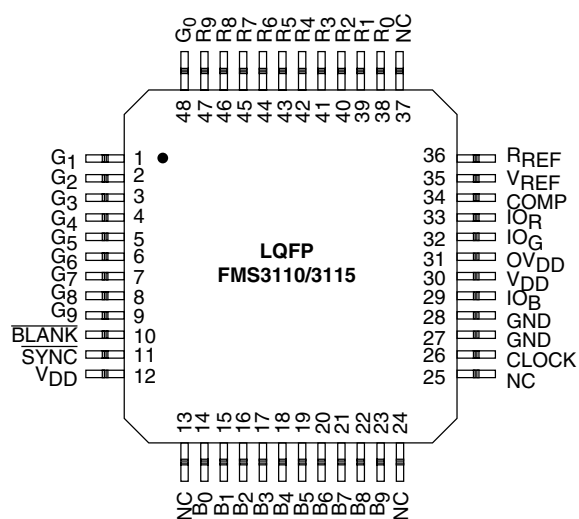 G0 R9 R8 R7 R6 R5 R4 R3 R2 R1 R0 NC
48 47 46 45 44 43 42 41 40 39 38 37
G1 1 36 RREF
G2 2 35 VREF
G3 3 34 COMP
G4 4 33 IOR
G5 5 32 IOG
G6 6 31 OVDD
G7 7 30 VDD
G8 8 29 IOB
G9 9 28 GND
BLANK 10 27 GND
SYNC 11 26 CLOCK
VDD 12 25 NC
LQFP
FMS3110/3115
13 14 15 16 17 18 19 20 21 22 23 24
NC B0 B1 B2 B3 B4 B5 B6 B7 B8 B9 NC